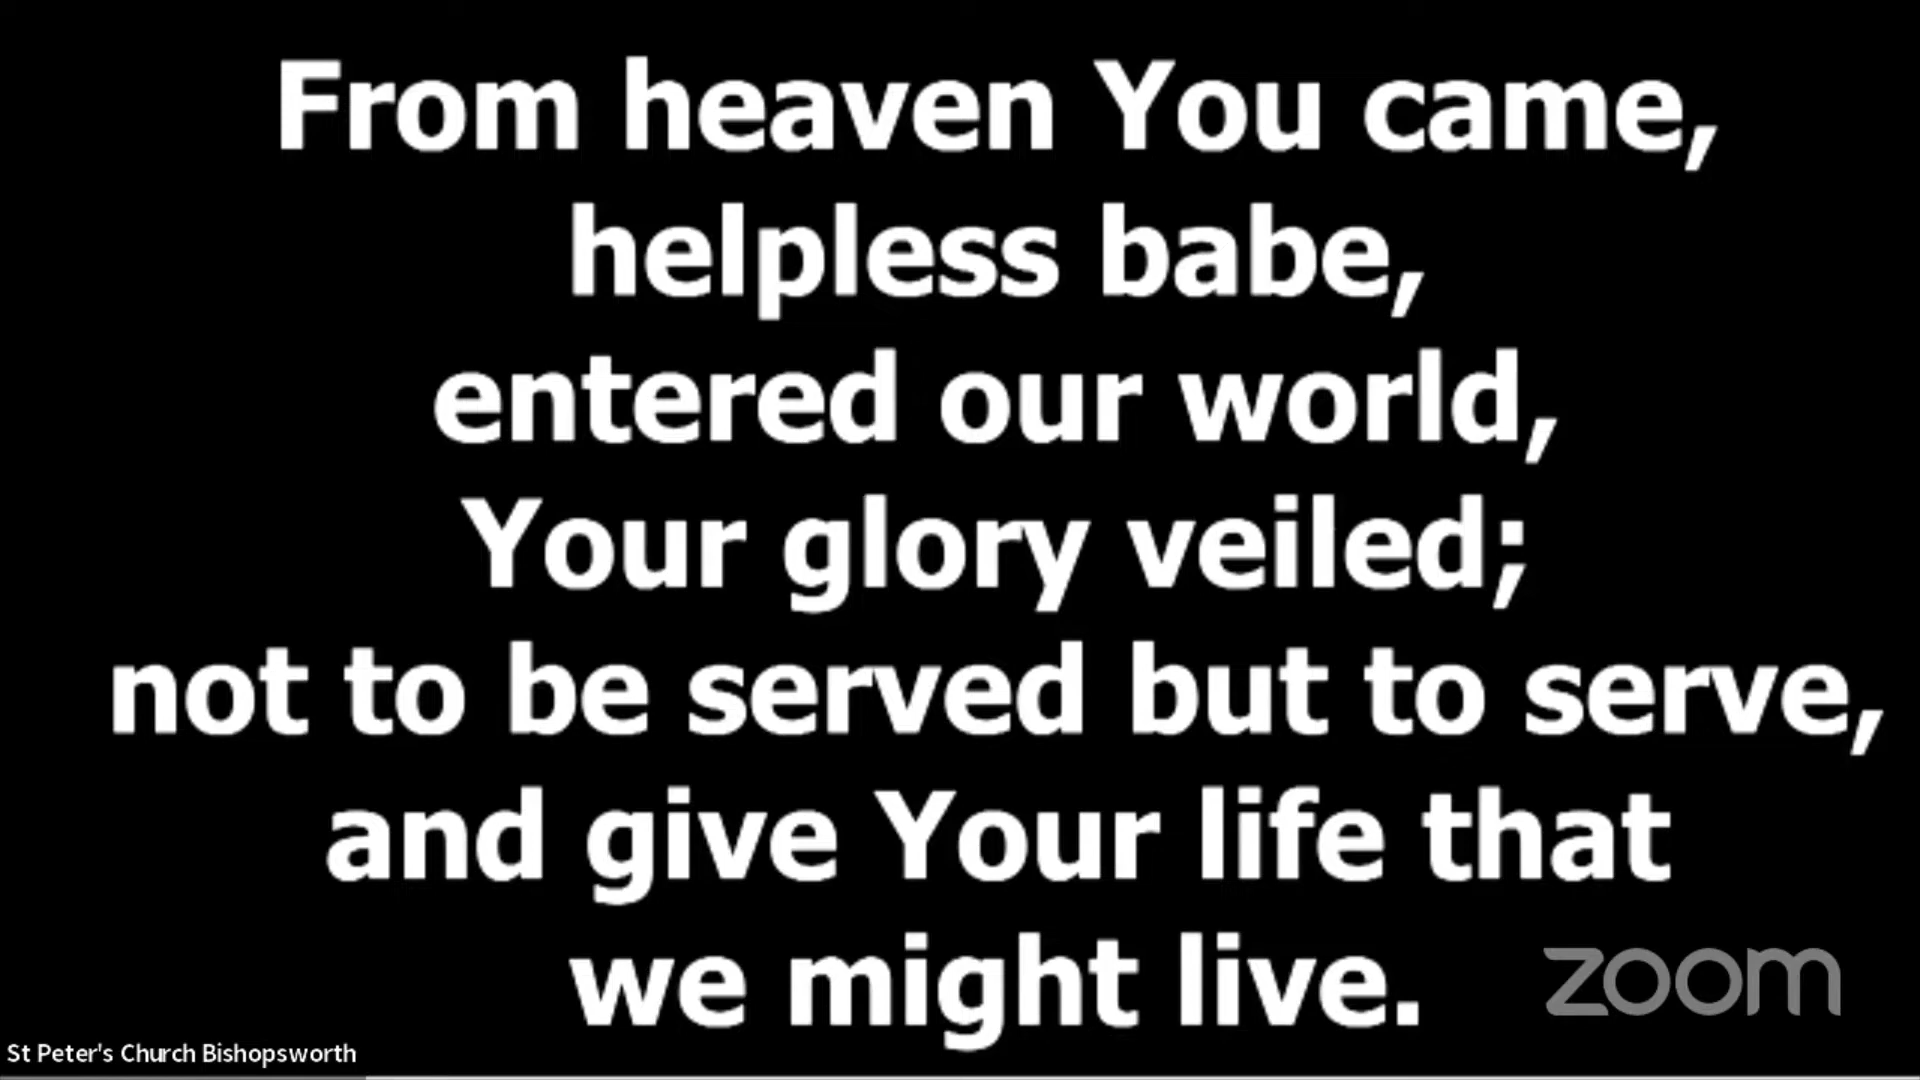 From heaven You came,
helpless babe,
entered our world,
Your glory veiled;
not to be served but to serve,
and give Your life that
we might live.
zoom
St Peter's Church Bishopsworth